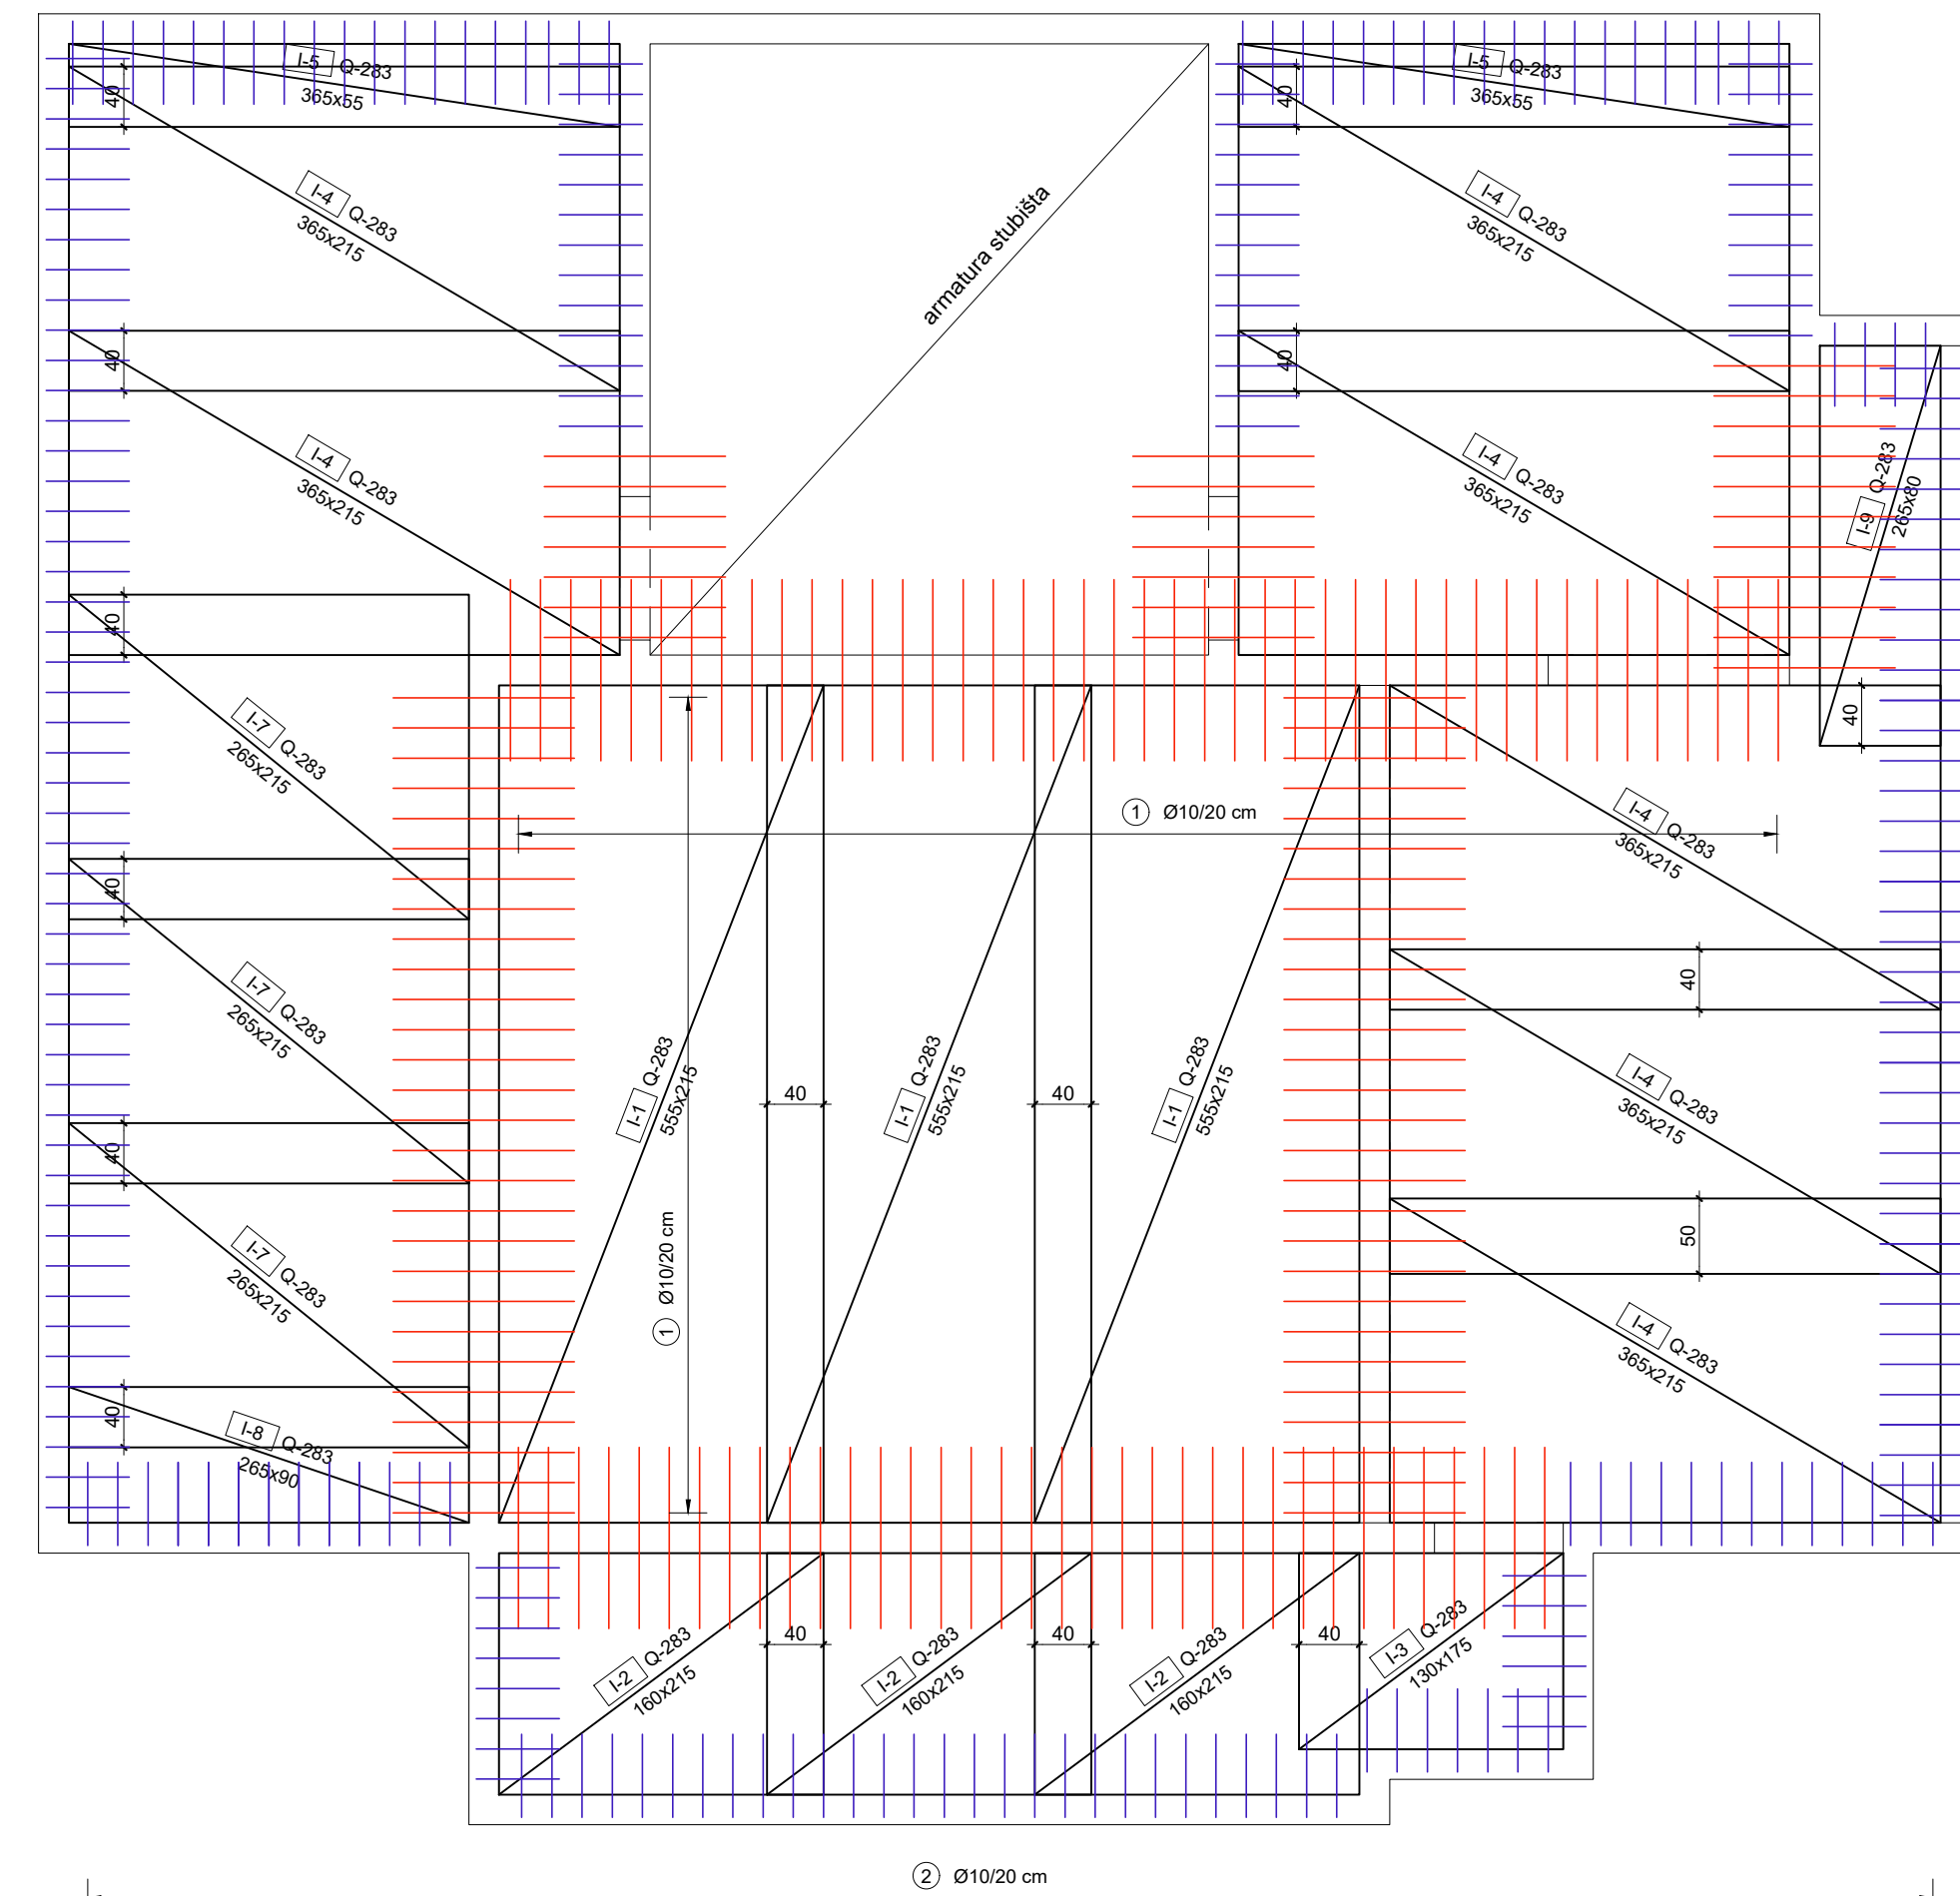 I-5 Q-283
365x55
40
I-5 Q-283
365x55
40
I-4 Q-283
365x215
armatura stubišta
I-4 Q-283
365x215
40
40
I-4 Q-283
365x215
I-4 Q-283
365x215
I-9 Q-283
265x80
40
I-7 Q-283
265x215
40
1 Ø10/20 cm
I-4 Q-283
365x215
40
I-7 Q-283
265x215
40
I-1 Q-283
555x215
40
I-1 Q-283
555x215
40
I-1 Q-283
555x215
I-4 Q-283
365x215
40
1 Ø10/20 cm
50
I-7 Q-283
265x215
I-4 Q-283
365x215
40
I-8 Q-283
265x90
I-2 Q-283
160x215
40
I-2 Q-283
160x215
40
I-2 Q-283
160x215
40
I-3 Q-283
130x175
2 Ø10/20 cm